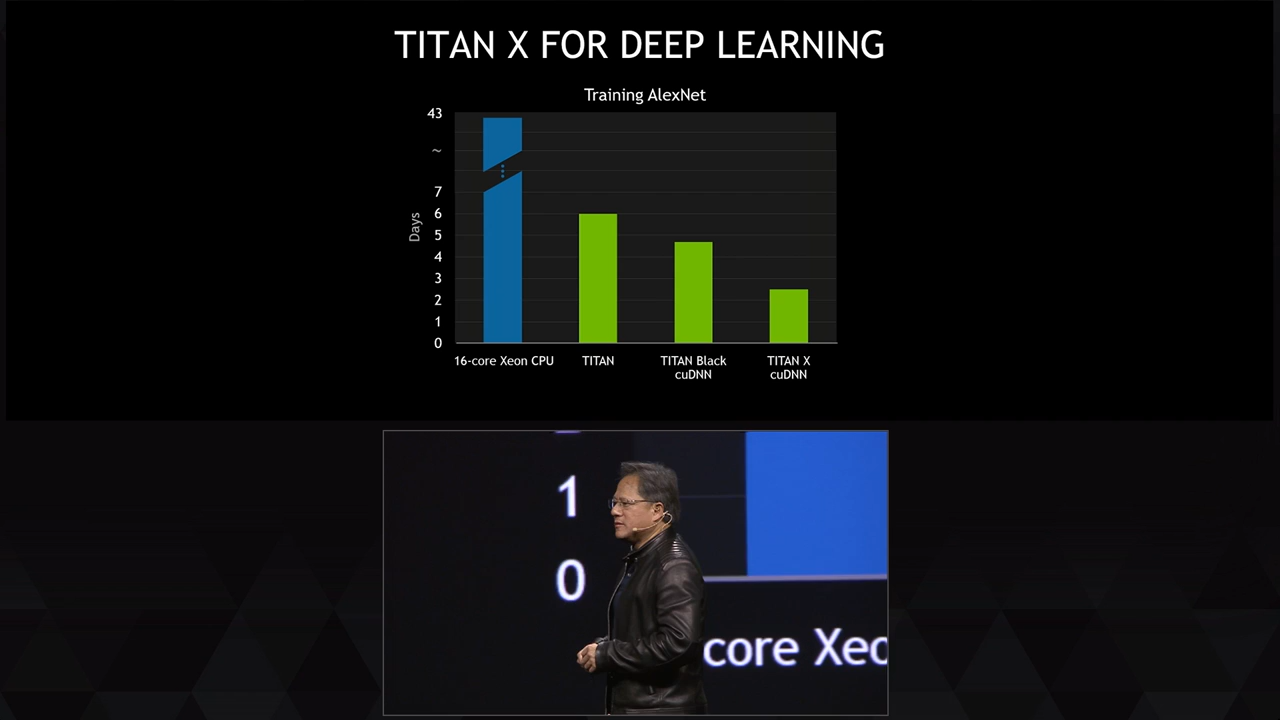 TITAN X FOR DEEP LEARNING
Training AlexNet
43
~
7
6
5
4
3
2
1
0
Days
16-core Xeon CPU
TITAN
TITAN Black
cuDNN
TITAN X
cuDNN
1
0
core Xeo